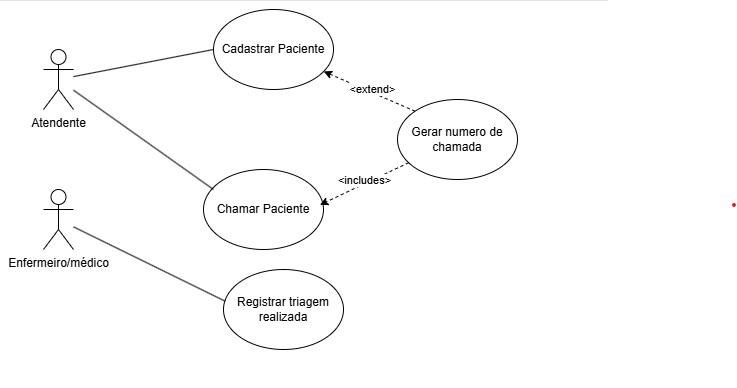 Cadastrar Paciente
<extend>
Atendente
Gerar numero de
chamada
<includes>
Chamar Paciente
Enfermeiro/médico
Registrar triagem
realizada